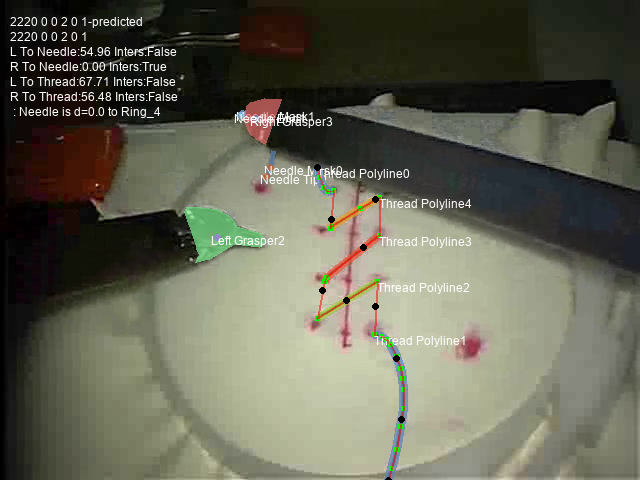 2220 0 0 2 0 1-predicted
2220 0 0 2 0 1
L To Needle:54.96 Inters:False
R To Needle:0.00 Inters:True
L To Thread:67.71 Inters:False
R To Thread:56.48 Inters:False
: Needle is d=0.0 to Ring_4
Right Grasper3
Thread Polyline0
Needle Tip
Thread Polyline4
Left Grasper2
Thread Polyline3
Thread Polyline2
Thread Polyline1